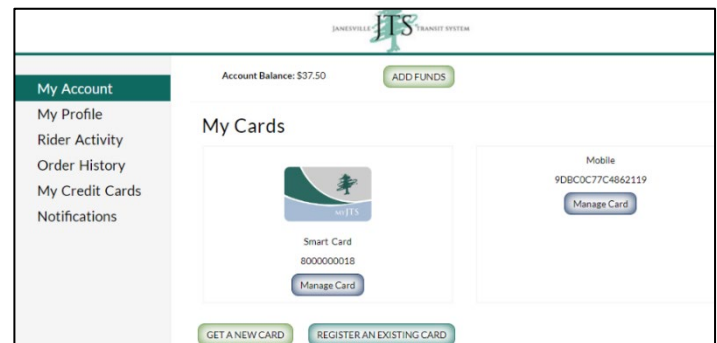 JANESVILLE JTS TRANSIT SYSTEM
My Account
My Profile
Rider Activity
Order History
My Credit Cards
Notifications
Account Balance: $37.50
ADD FUNDS
My Cards
MY JTS
Smart Card
8000000018
Manage Card
Mobile
9DBC0C77C4862119
Manage Card
GET A NEW CARD
REGISTER AN EXISTING CARD